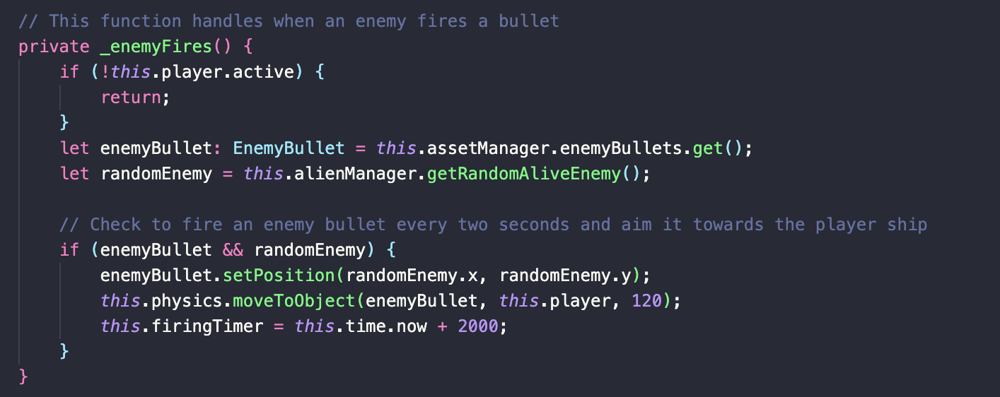 // This function handles when an enemy fires a bullet
private _enemyFires() {
    if (!this.player.active) {
        return;
    }
    let enemyBullet: EnemyBullet = this.assetManager.enemyBullets.get();
    let randomEnemy = this.alienManager.getRandomAliveEnemy();

    // Check to fire an enemy bullet every two seconds and aim it towards the player ship
    if (enemyBullet && randomEnemy) {
        enemyBullet.setPosition(randomEnemy.x, randomEnemy.y);
        this.physics.moveToObject(enemyBullet, this.player, 120);
        this.firingTimer = this.time.now + 2000;
    }
}